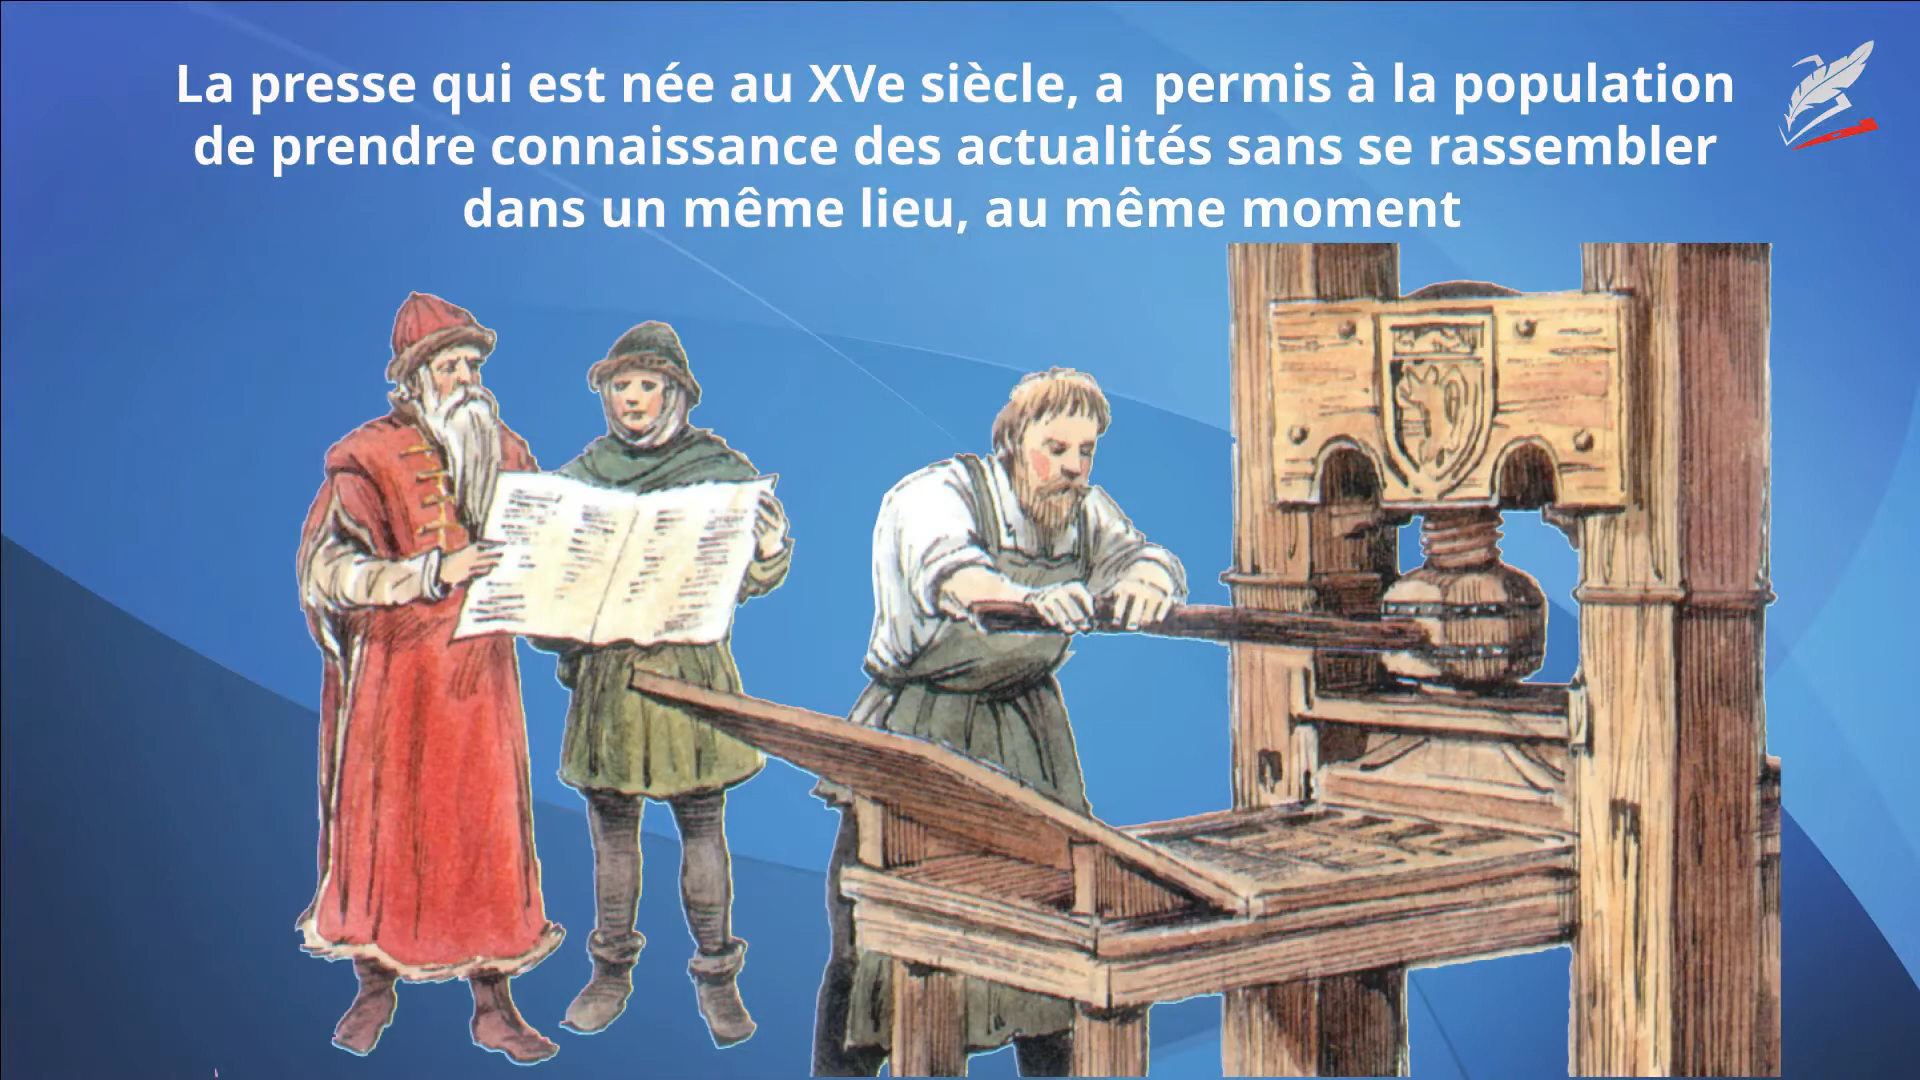 La presse qui est née au XVe siècle, a  permis à la population
de prendre connaissance des actualités sans se rassembler
dans un même lieu, au même moment